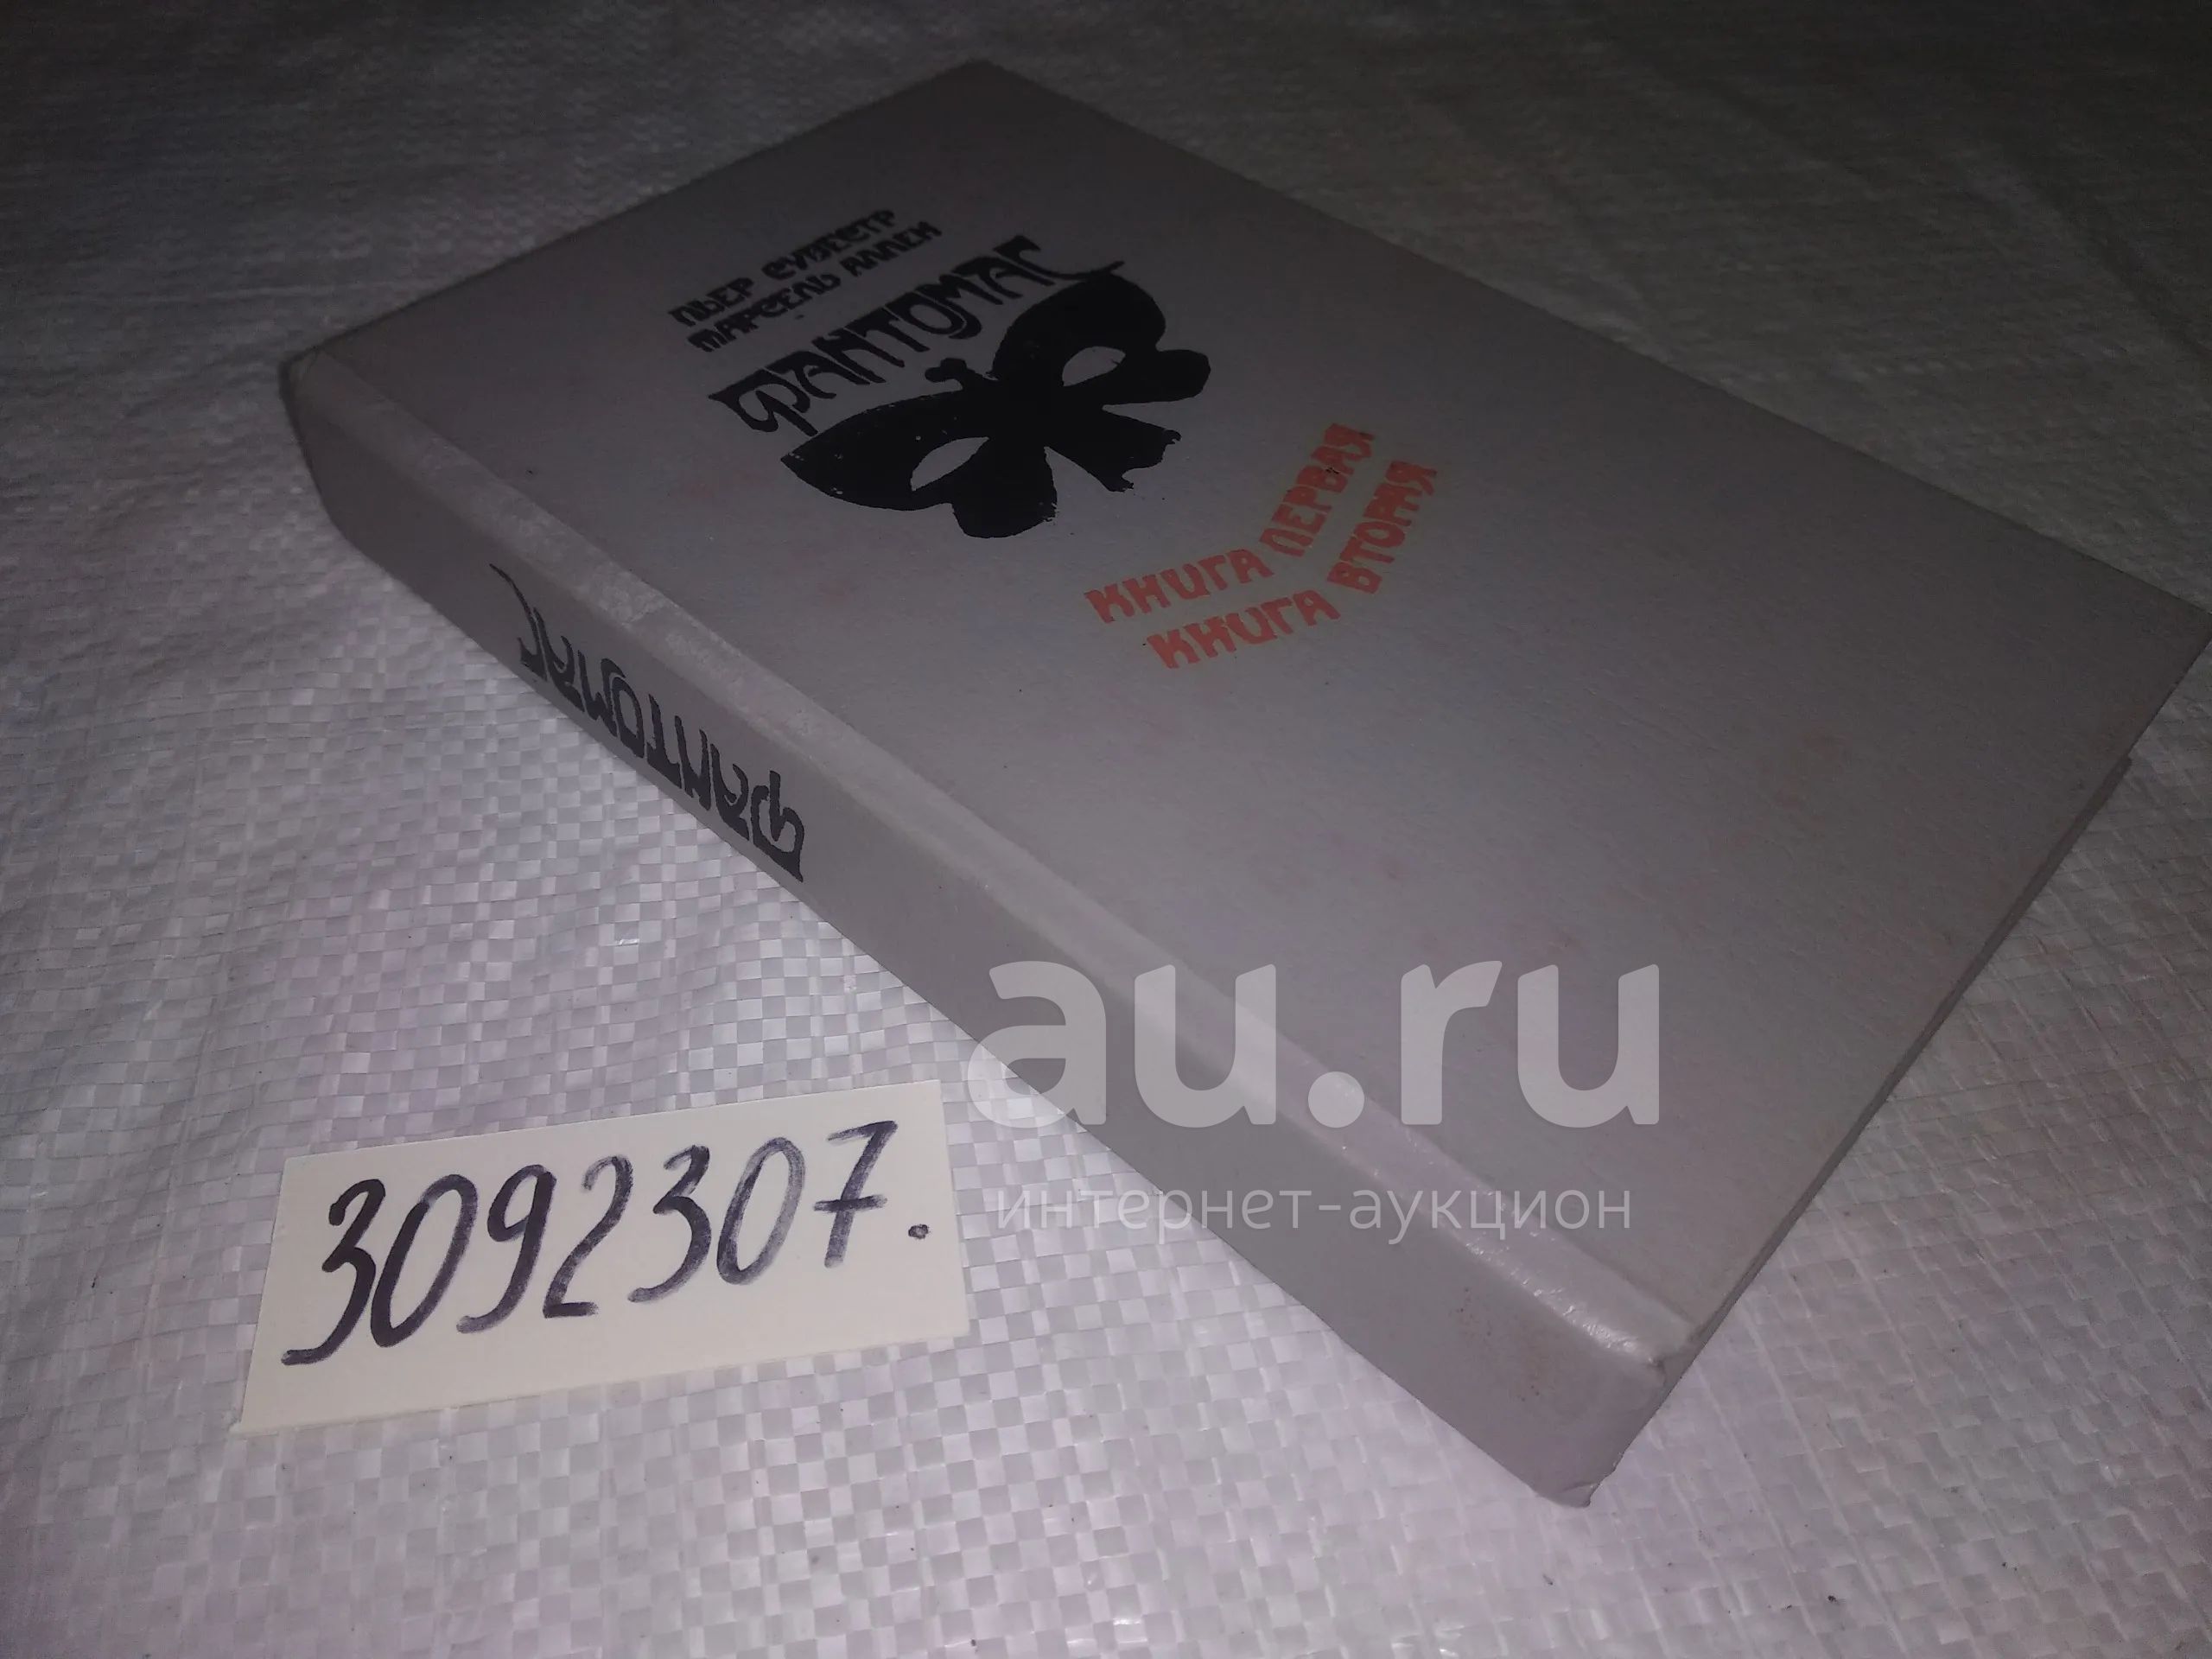 ПЬЕР СУВЕСТР
МАРСЕЛЬ АЛЛЕН
ФАНТОМАС
КНИГА ПЕРВАЯ
КНИГА ВТОРАЯ
ФАНТОМАС
au.ru
интернет-аукцион
3092307.